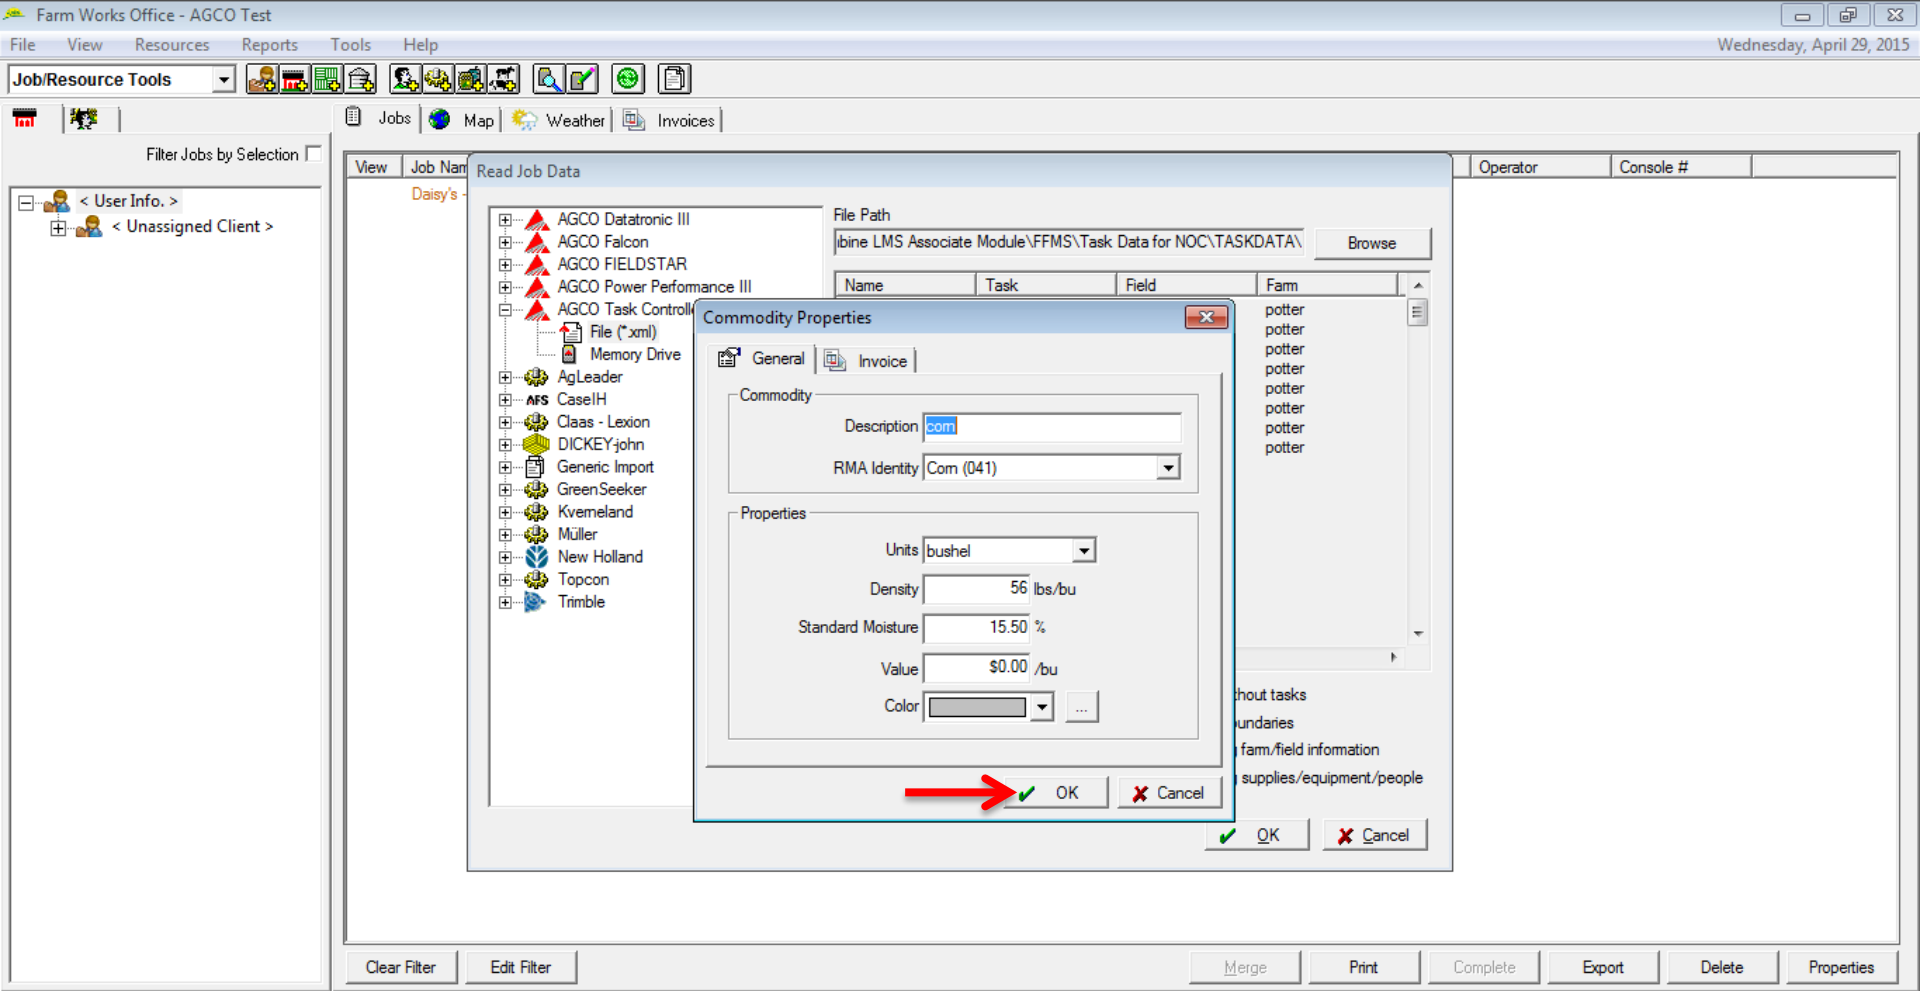 Farm Works Office - AGCO Test
File View Resources Reports Tools Help Wednesday, April 29, 2015
Job/Resource Tools
Jobs Map Weather Invoices
Filter Jobs by Selection
< User Info. >
< Unassigned Client >
View Job Nam Operator Console #
Daisy's -
Read Job Data
AGCO Datatronic III
AGCO Falcon
AGCO FIELDSTAR
AGCO Power Performance III
AGCO Task Controlle
File (*.xml)
Memory Drive
AgLeader
AFS CaseIH
Claas - Lexion
DICKEY-john
Generic Import
GreenSeeker
Kverneland
Müller
New Holland
Topcon
Trimble
File Path
bine LMS Associate Module\FFMS\Task Data for NOC\TASKDATA\
Browse
Name Task Field Farm
potter
potter
potter
potter
potter
potter
potter
potter
Commodity Properties
General Invoice
Commodity
Description corn
RMA Identity Corn (041)
Properties
Units bushel
Density 56 lbs/bu
Standard Moisture 15.50 %
Value $0.00 /bu
Color ...
OK Cancel
hout tasks
undaries
farm/field information
supplies/equipment/people
OK Cancel
Clear Filter Edit Filter Merge Print Complete Export Delete Properties